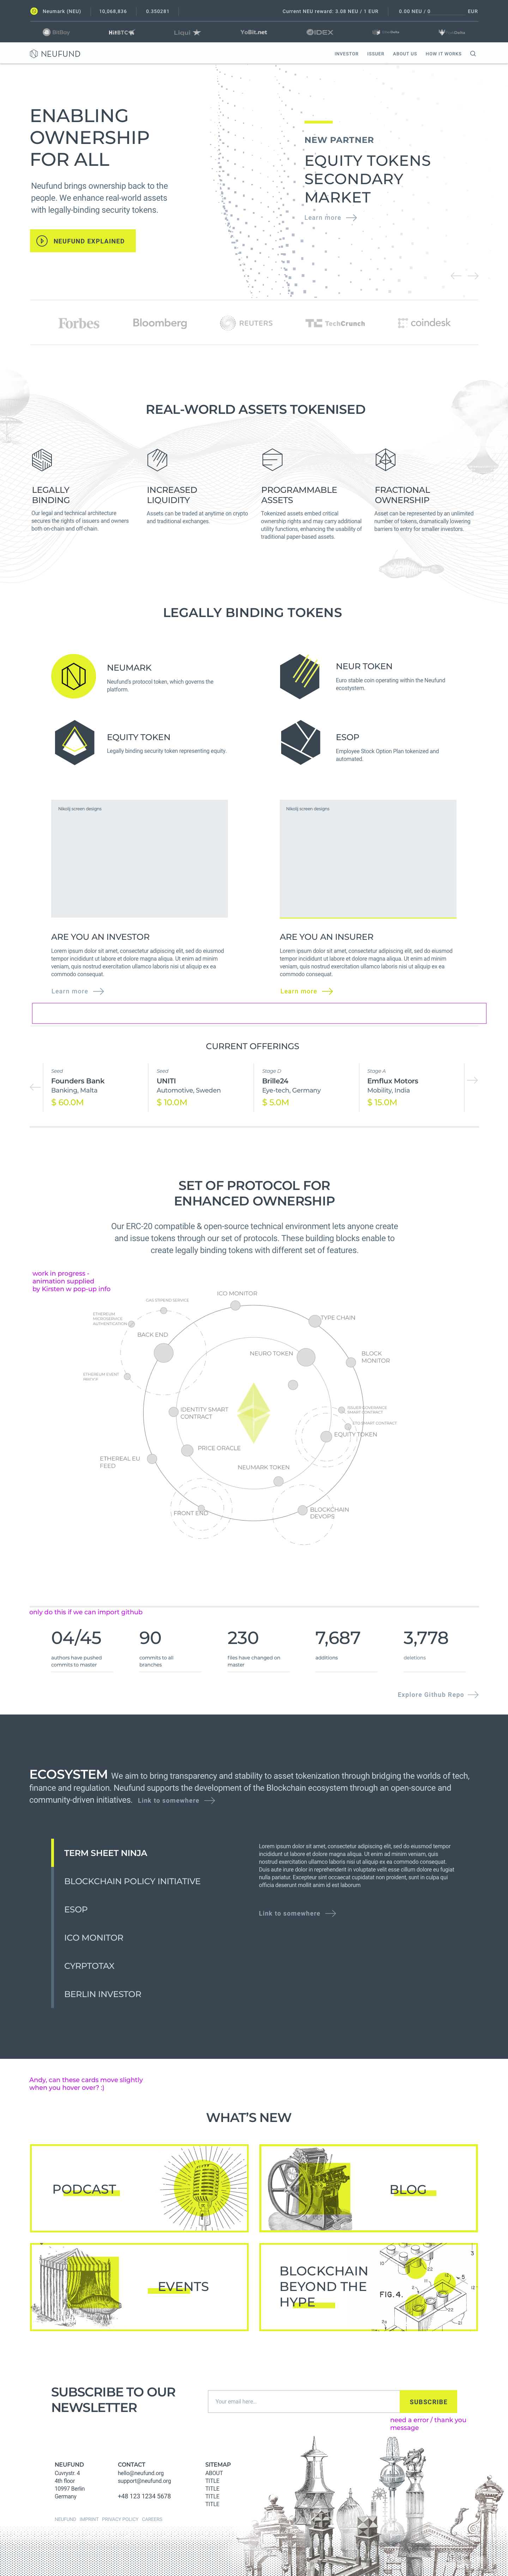 Neumark (NEU) 10,068,836 0.350281 Current NEU reward: 3.08 NEU / 1 EUR 0.00 NEU / 0 EUR
BitBay HitBTC Liqui YoBit.net IDEX
NEUFUND INVESTOR ISSUER ABOUT US HOW IT WORKS
ENABLING
OWNERSHIP
FOR ALL
Neufund brings ownership back to the
people. We enhance real-world assets
with legally-binding security tokens.
NEUFUND EXPLAINED
NEW PARTNER
EQUITY TOKENS
SECONDARY
MARKET
Learn more
Forbes Bloomberg REUTERS TechCrunch coindesk
REAL-WORLD ASSETS TOKENISED
LEGALLY
BINDING
Our legal and technical architecture
secures the rights of issuers and owners
both on-chain and off-chain.
INCREASED
LIQUIDITY
Assets can be traded at anytime on crypto
and traditional exchanges.
PROGRAMMABLE
ASSETS
Tokenized assets embed critical
ownership rights and may carry additional
utility functions, enhancing the usability of
traditional paper-based assets.
FRACTIONAL
OWNERSHIP
Asset can be represented by an unlimited
number of tokens, dramatically lowering
barriers to entry for smaller investors.
LEGALLY BINDING TOKENS
NEUMARK
Neufund's protocol token, which governs the
platform.
NEUR TOKEN
Euro stable coin operating within the Neufund
ecosystem.
EQUITY TOKEN
Legally binding security token representing equity.
ESOP
Employee Stock Option Plan tokenized and
automated.
Nikolij screen designs
Nikolij screen designs
ARE YOU AN INVESTOR
Lorem ipsum dolor sit amet, consectetur adipiscing elit, sed do eiusmod
tempor incididunt ut labore et dolore magna aliqua. Ut enim ad minim
veniam, quis nostrud exercitation ullamco laboris nisi ut aliquip ex ea
commodo consequat.
Learn more
ARE YOU AN INSURER
Lorem ipsum dolor sit amet, consectetur adipiscing elit, sed do eiusmod
tempor incididunt ut labore et dolore magna aliqua. Ut enim ad minim
veniam, quis nostrud exercitation ullamco laboris nisi ut aliquip ex ea
commodo consequat.
Learn more
CURRENT OFFERINGS
Seed
Founders Bank
Banking, Malta
$ 60.0M
Seed
UNITI
Automotive, Sweden
$ 10.0M
Stage D
Brille24
Eye-tech, Germany
$ 5.0M
Stage A
Emflux Motors
Mobility, India
$ 15.0M
SET OF PROTOCOL FOR
ENHANCED OWNERSHIP
Our ERC-20 compatible & open-source technical environment lets anyone create
and issue tokens through our set of protocols. These building blocks enable to
create legally binding tokens with different set of features.
work in progress -
animation supplied
by Kirsten w pop-up info
ICO MONITOR
GAS STIPEND SERVICE
ETHEREUM
MICROSERVICE
AUTHENTICATION
TYPE CHAIN
BACK END
NEURO TOKEN
BLOCK
MONITOR
ETHEREUM EVENT
IDENTITY SMART
CONTRACT
ISSUER GOVERNANCE
SMART CONTRACT
ETO SMART CONTRACT
EQUITY TOKEN
PRICE ORACLE
ETHEREAL EU
FEED
NEUMARK TOKEN
FRONT END
BLOCKCHAIN
DEVOPS
only do this if we can import github
04/45
authors have pushed
commits to master
90
commits to all
branches
230
files have changed on
master
7,687
additions
3,778
deletions
Explore Github Repo
ECOSYSTEM We aim to bring transparency and stability to asset tokenization through bridging the worlds of tech,
finance and regulation. Neufund supports the development of the Blockchain ecosystem through an open-source and
community-driven initiatives. Link to somewhere
TERM SHEET NINJA
BLOCKCHAIN POLICY INITIATIVE
ESOP
ICO MONITOR
CYRPTOTAX
BERLIN INVESTOR
Lorem ipsum dolor sit amet, consectetur adipiscing elit, sed do eiusmod tempor
incididunt ut labore et dolore magna aliqua. Ut enim ad minim veniam, quis
nostrud exercitation ullamco laboris nisi ut aliquip ex ea commodo consequat.
Duis aute irure dolor in reprehenderit in voluptate velit esse cillum dolore eu fugiat
nulla pariatur. Excepteur sint occaecat cupidatat non proident, sunt in culpa qui
officia deserunt mollit anim id est laborum
Link to somewhere
Andy, can these cards move slightly
when you hover over? :)
WHAT'S NEW
PODCAST
BLOG
EVENTS
BLOCKCHAIN
BEYOND THE
HYPE
FIG. 4.
SUBSCRIBE TO OUR
NEWSLETTER
Your email here..
SUBSCRIBE
need a error / thank you
message
NEUFUND
Cuvrystr. 4
4th floor
10997 Berlin
Germany
CONTACT
hello@neufund.org
support@neufund.org
+48 123 1234 5678
SITEMAP
ABOUT
TITLE
TITLE
TITLE
TITLE
NEUFUND IMPRINT PRIVACY POLICY CAREERS